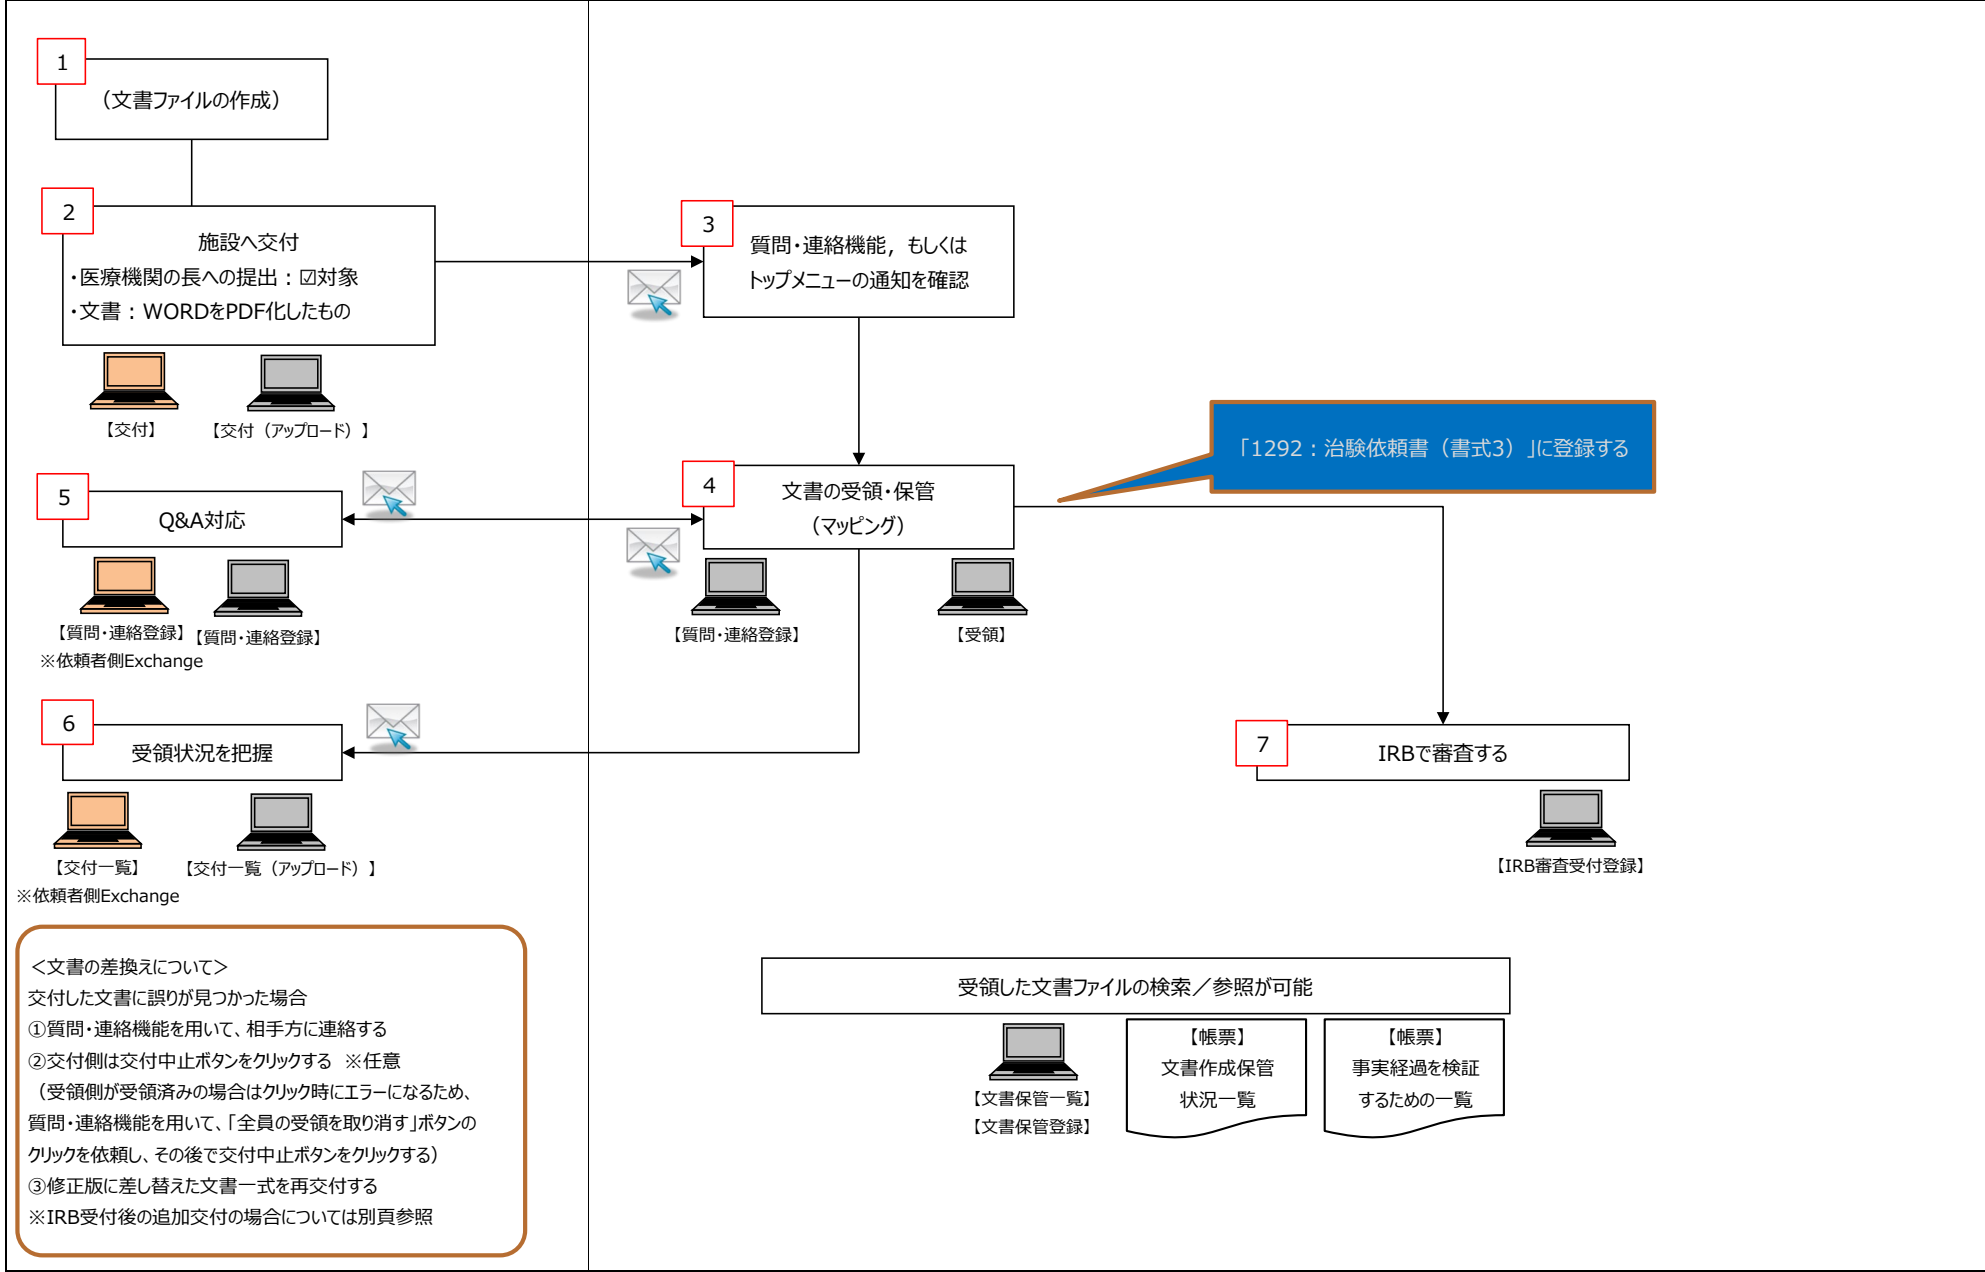 1
(文書ファイルの作成)
2
施設へ交付
・医療機関の長への提出：☑対象
・文書：WORDをPDF化したもの
【交付】
【交付（アップロード）】
3
質問・連絡機能，もしくは
トップメニューの通知を確認
「1292：治験依頼書（書式3）」に登録する
4
文書の受領・保管
（マッピング）
【質問・連絡登録】
【受領】
5
Q&A対応
【質問・連絡登録】
【質問・連絡登録】
※依頼者側Exchange
6
受領状況を把握
【交付一覧】
【交付一覧（アップロード）】
※依頼者側Exchange
7
IRBで審査する
【IRB審査受付登録】
＜文書の差換えについて＞
交付した文書に誤りが見つかった場合
①質問・連絡機能を用いて、相手方に連絡する
②交付側は交付中止ボタンをクリックする ※任意
（受領側が受領済みの場合はクリック時にエラーになるため、
質問・連絡機能を用いて、「全員の受領を取り消す」ボタンの
クリックを依頼し、その後で交付中止ボタンをクリックする）
③修正版に差し替えた文書一式を再交付する
※IRB受付後の追加交付の場合については別頁参照
受領した文書ファイルの検索／参照が可能
【文書保管一覧】
【文書保管登録】
【帳票】
文書作成保管
状況一覧
【帳票】
事実経過を検証
するための一覧